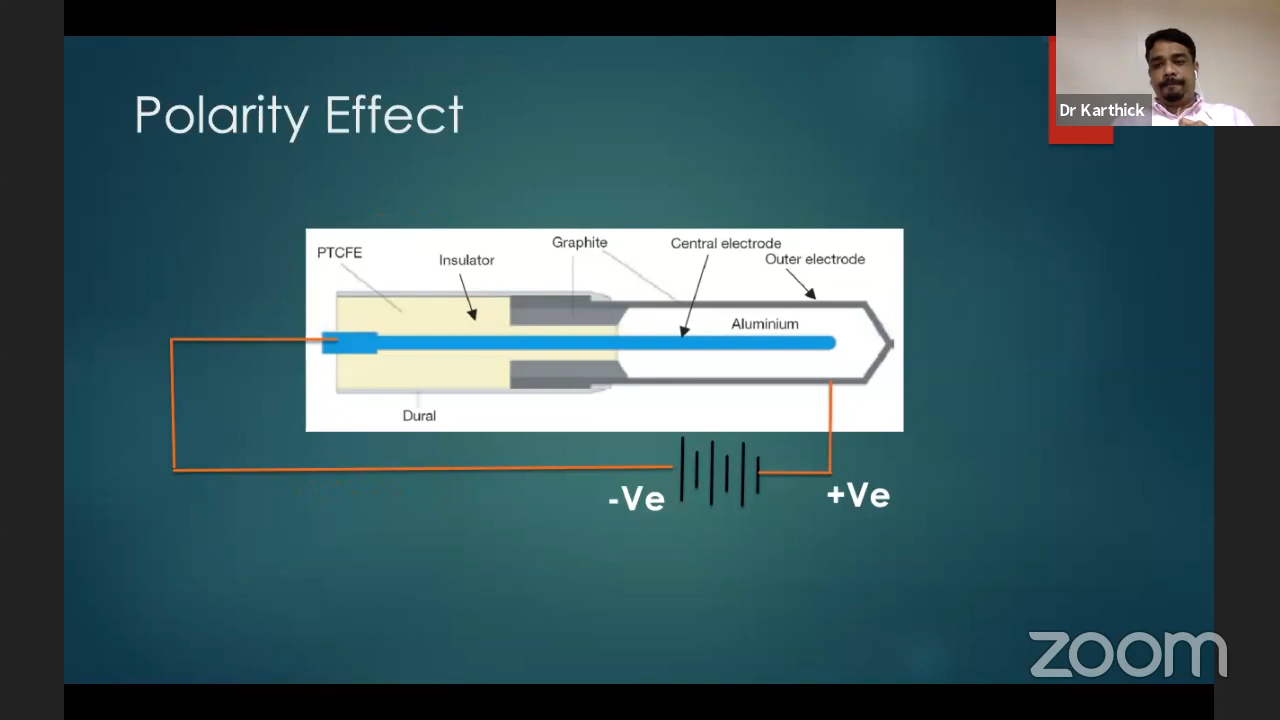 Polarity Effect
Dr Karthick
PTCFE
Insulator
Graphite
Central electrode
Outer electrode
Aluminium
Dural
-Ve
+Ve
zoom